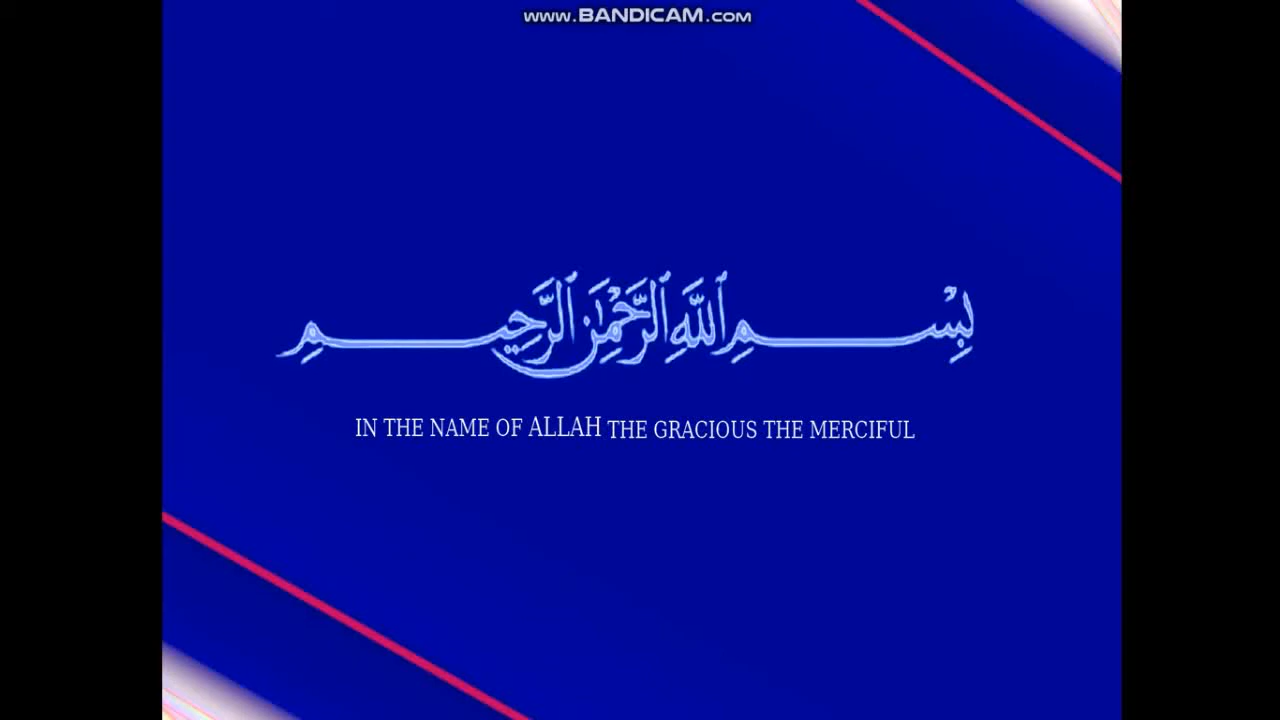 www.BANDICAM.COM
بِسْمِ اللَّهِ الرَّحْمَٰنِ الرَّحِيمِ
IN THE NAME OF ALLAH THE GRACIOUS THE MERCIFUL